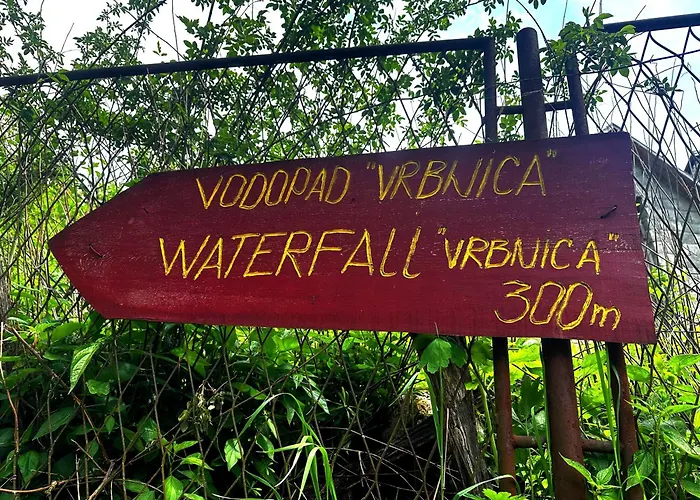 VODOPAD "VRBNICA"
WATERFALL "VRBNICA"
300m